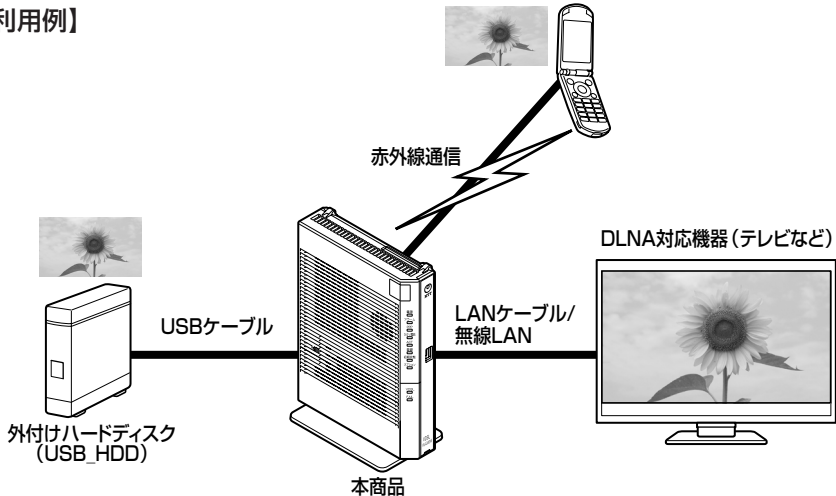 利用例】
赤外線通信
DLNA対応機器（テレビなど）
USBケーブル
LANケーブル/
無線LAN
外付けハードディスク
（USB_HDD）
本商品